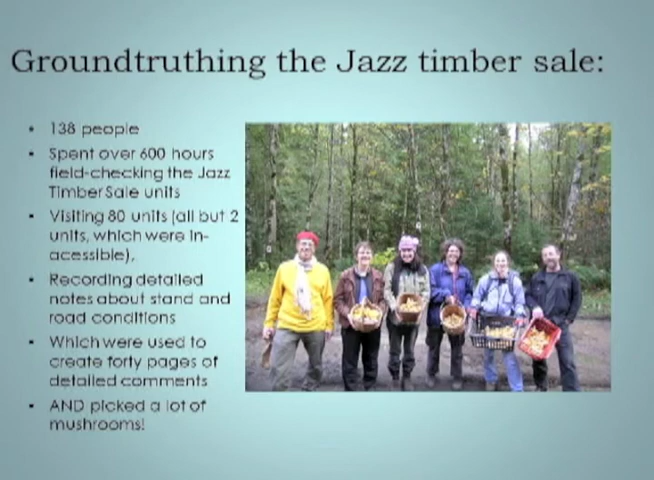 Groundtruthing the Jazz timber sale:
• 138 people
• Spent over 600 hours
field-checking the Jazz
Timber Sale units
• Visiting 80 units (all but 2
units, which were in-
acessible),
• Recording detailed
notes about stand and
road conditions
• Which were used to
create forty pages of
detailed comments
• AND picked a lot of
mushrooms!